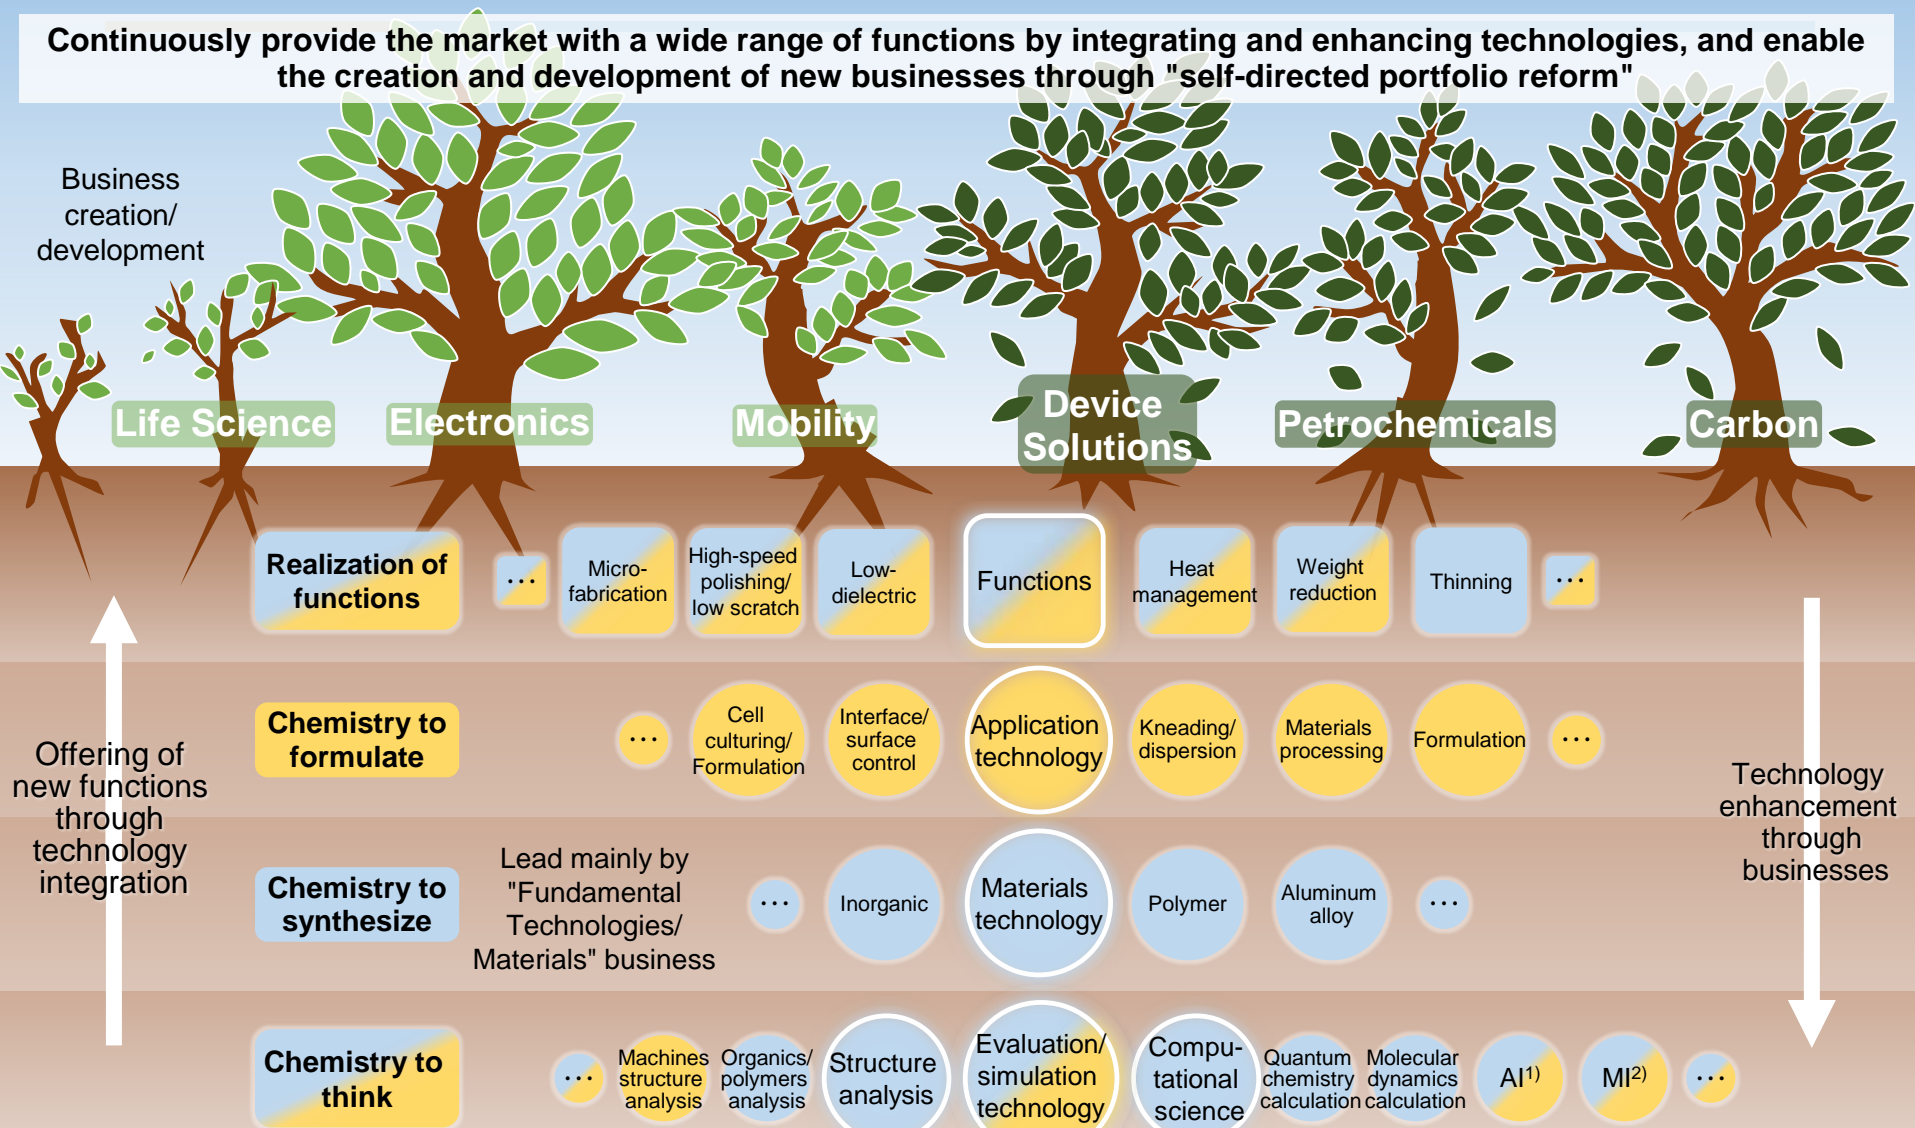 Continuously provide the market with a wide range of functions by integrating and enhancing technologies, and enable
the creation and development of new businesses through "self-directed portfolio reform"
Business
creation/
development
Life Science
Electronics
Mobility
Device
Solutions
Petrochemicals
Carbon
Realization of
functions
...
Micro-
fabrication
High-speed
polishing/
low scratch
Low-
dielectric
Functions
Heat
management
Weight
reduction
Thinning
...
Chemistry to
formulate
...
Cell
culturing/
Formulation
Interface/
surface
control
Application
technology
Kneading/
dispersion
Materials
processing
Formulation
...
Offering of
new functions
through
technology
integration
Technology
enhancement
through
businesses
Chemistry to
synthesize
Lead mainly by
"Fundamental
Technologies/
Materials" business
...
Inorganic
Materials
technology
Polymer
Aluminum
alloy
...
Chemistry to
think
...
Machines
structure
analysis
Organics/
polymers
analysis
Structure
analysis
Evaluation/
simulation
technology
Compu-
tational
science
Quantum
chemistry
calculation
Molecular
dynamics
calculation
AI1)
MI2)
...